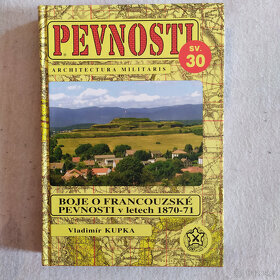 PEVNOSTI
SV.
30
ARCHITECTURA MILITARIS
BOJE O FRANCOUZSKÉ
PEVNOSTI v letech 1870-71
Vladimír KUPKA